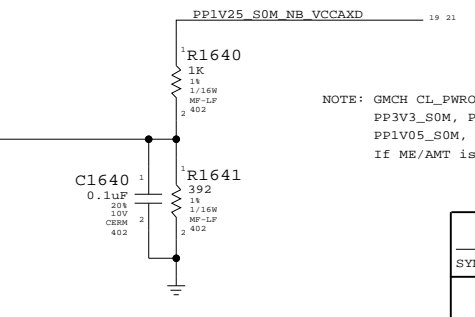 PP1V25_S0M_NB_VCCAXD
19 21
1
R1640
1K
1%
1/16W
MF-LF
402
2
NOTE: GMCH CL_PWRO
PP3V3_S0M, P
PP1V05_S0M,
If ME/AMT is
C1640
0.1uF
20%
10V
CERM
402
1
2
1
R1641
392
1%
1/16W
MF-LF
402
2